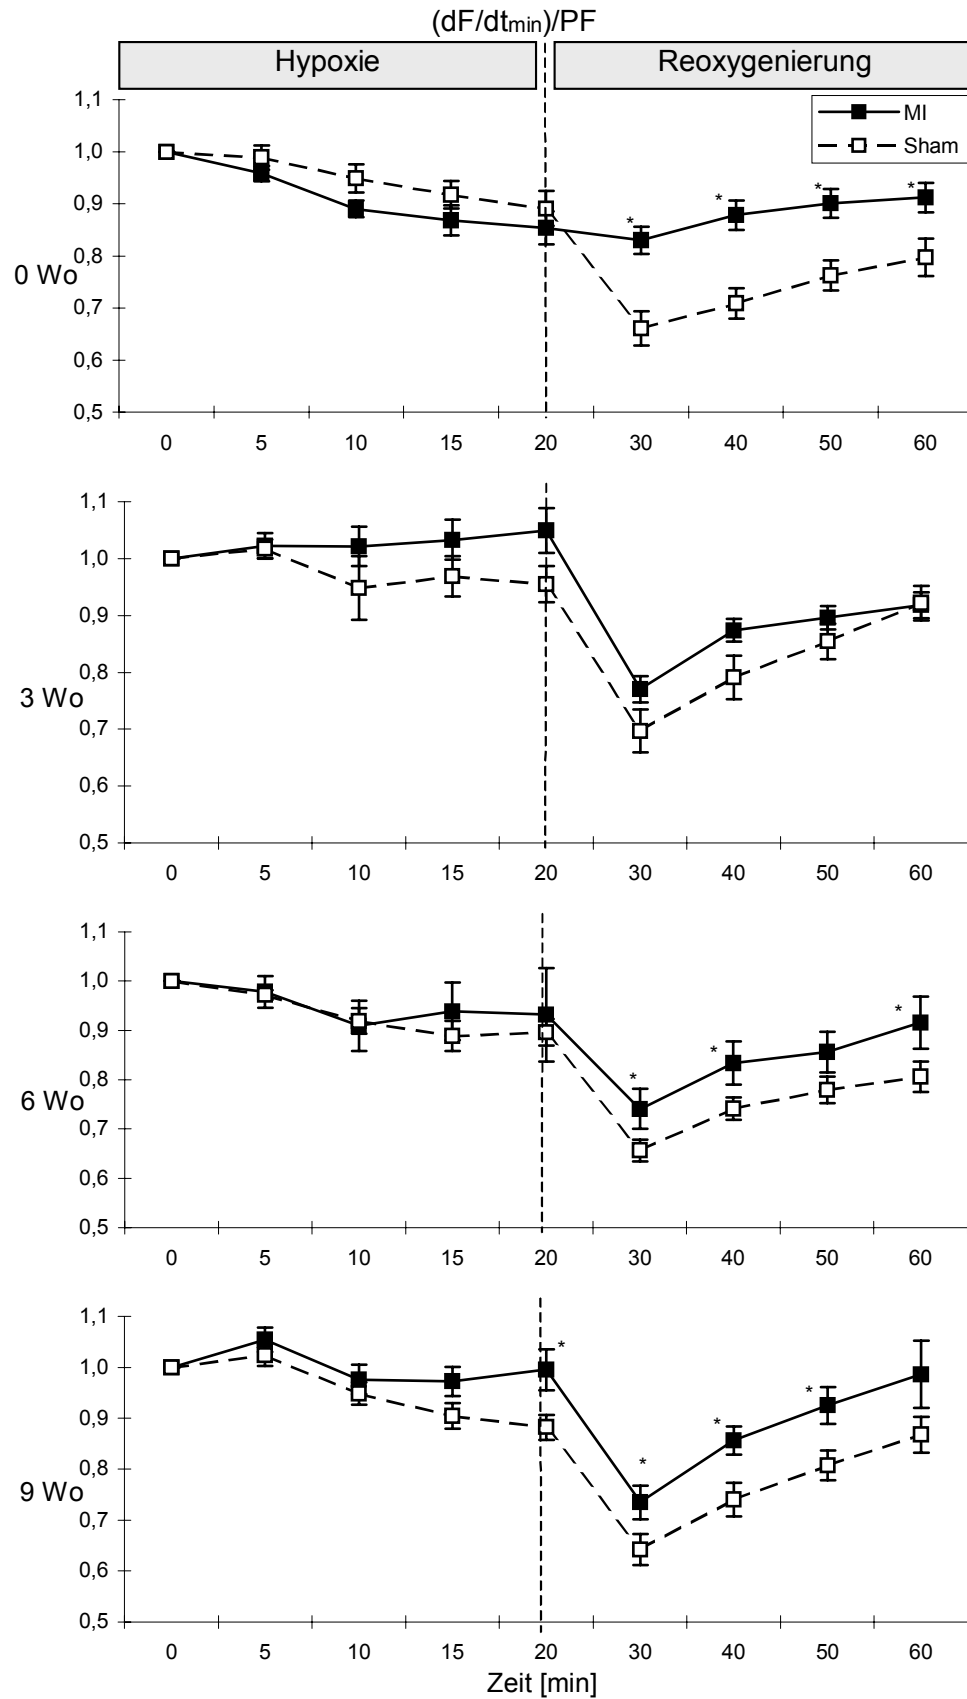 (dF/dtmin)/PF
Hypoxie Reoxygenierung
MI
Sham
0 Wo
1,1
1,0
0,9
0,8
0,7
0,6
0,5
0 5 10 15 20 30 40 50 60
* * * *
3 Wo
1,1
1,0
0,9
0,8
0,7
0,6
0,5
0 5 10 15 20 30 40 50 60
6 Wo
1,1
1,0
0,9
0,8
0,7
0,6
0,5
0 5 10 15 20 30 40 50 60
* * *
9 Wo
1,1
1,0
0,9
0,8
0,7
0,6
0,5
0 5 10 15 20 30 40 50 60
* * * *
Zeit [min]